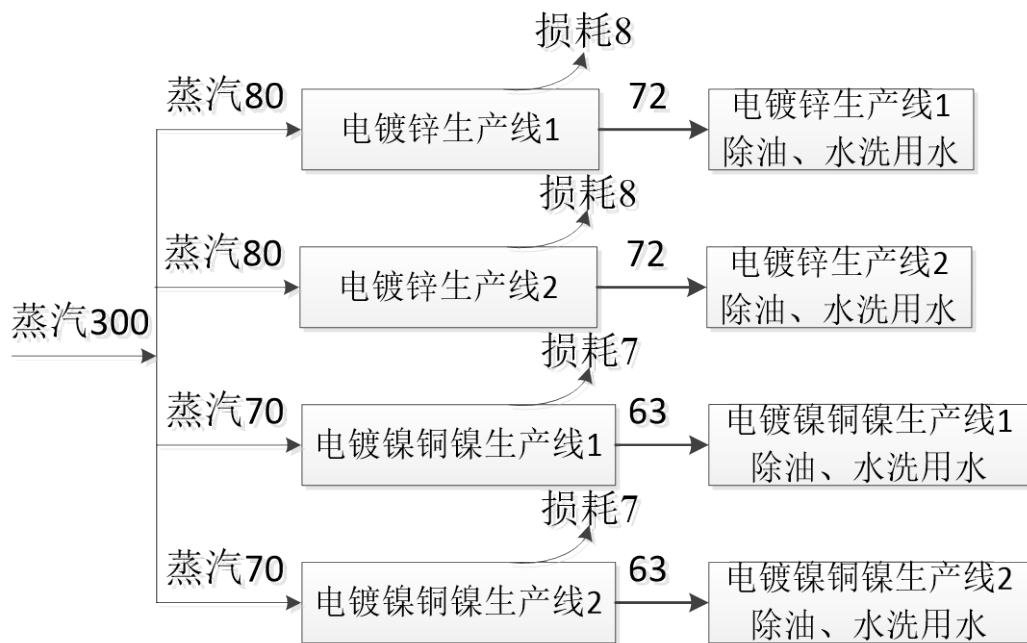 损耗8
蒸汽80
72
电镀锌生产线1
电镀锌生产线1
除油、水洗用水
损耗8
蒸汽80
72
电镀锌生产线2
电镀锌生产线2
除油、水洗用水
蒸汽300
损耗7
蒸汽70
63
电镀镍铜镍生产线1
电镀镍铜镍生产线1
除油、水洗用水
损耗7
蒸汽70
63
电镀镍铜镍生产线2
电镀镍铜镍生产线2
除油、水洗用水